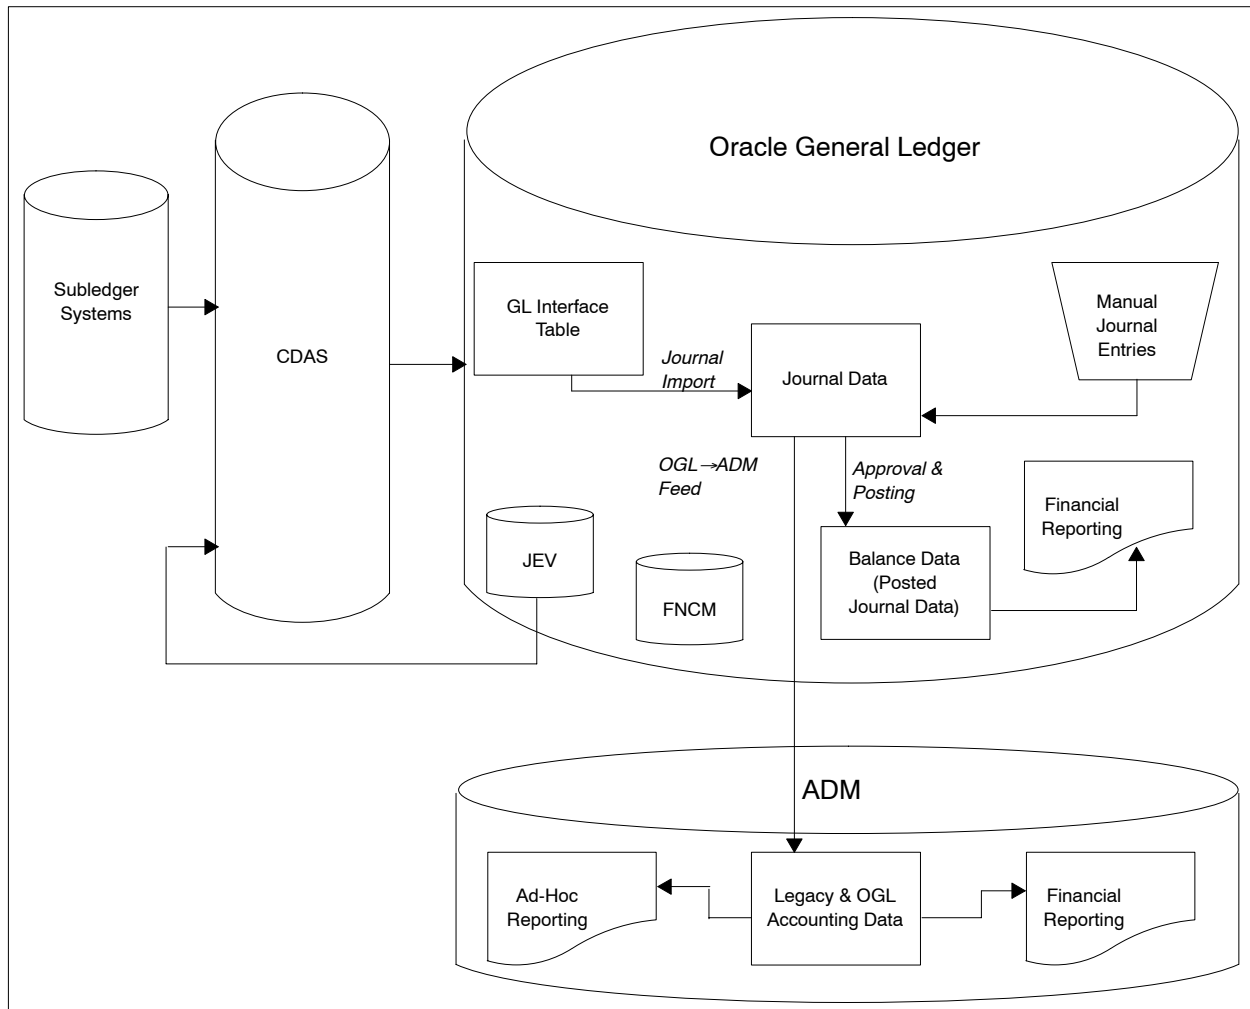 Oracle General Ledger
Subledger
Systems
CDAS
GL Interface
Table
Journal
Import
Journal Data
Manual
Journal
Entries
OGL→ADM
Feed
Approval &
Posting
Financial
Reporting
JEV
FNCM
Balance Data
(Posted
Journal Data)
ADM
Ad-Hoc
Reporting
Legacy & OGL
Accounting Data
Financial
Reporting